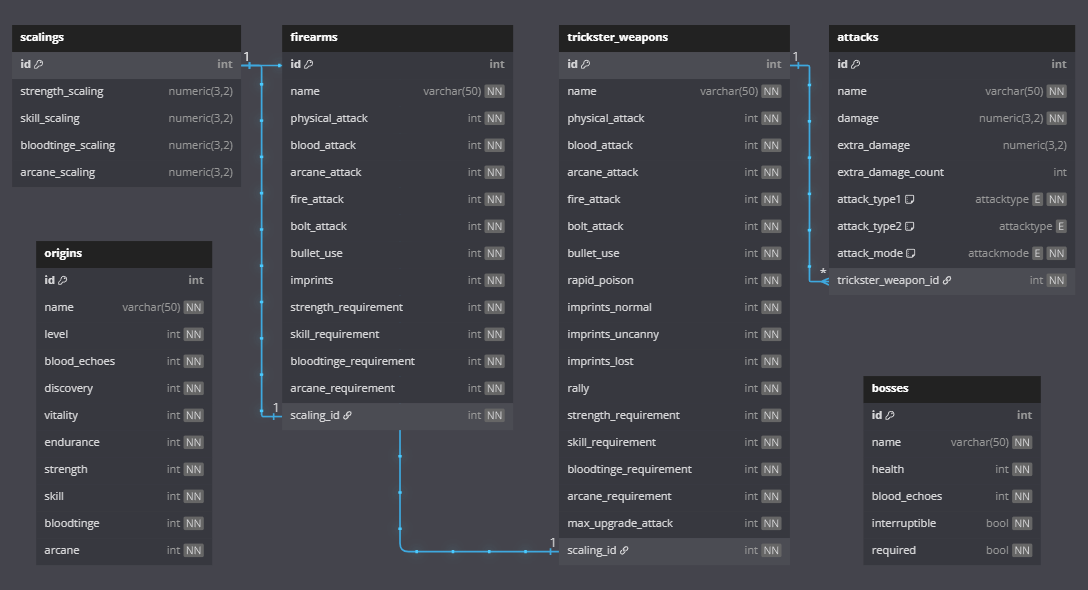 scalings
id int
strength_scaling numeric(3,2)
skill_scaling numeric(3,2)
bloodtinge_scaling numeric(3,2)
arcane_scaling numeric(3,2)
1
1
firearms
id int
name varchar(50) NN
physical_attack int NN
blood_attack int NN
arcane_attack int NN
fire_attack int NN
bolt_attack int NN
bullet_use int NN
imprints int NN
strength_requirement int NN
skill_requirement int NN
bloodtinge_requirement int NN
arcane_requirement int NN
scaling_id int NN
1
trickster_weapons
id int
name varchar(50) NN
physical_attack int NN
blood_attack int NN
arcane_attack int NN
fire_attack int NN
bolt_attack int NN
bullet_use int NN
rapid_poison int NN
imprints_normal int NN
imprints_uncanny int NN
imprints_lost int NN
rally int NN
strength_requirement int NN
skill_requirement int NN
bloodtinge_requirement int NN
arcane_requirement int NN
max_upgrade_attack int NN
scaling_id int NN
1
*
attacks
id int
name varchar(50) NN
damage numeric(3,2) NN
extra_damage numeric(3,2)
extra_damage_count int
attack_type1 attacktype E NN
attack_type2 attacktype E
attack_mode attackmode E NN
trickster_weapon_id int NN
origins
id int
name varchar(50) NN
level int NN
blood_echoes int NN
discovery int NN
vitality int NN
endurance int NN
strength int NN
skill int NN
bloodtinge int NN
arcane int NN
bosses
id int
name varchar(50) NN
health int NN
blood_echoes int NN
interruptible bool NN
required bool NN